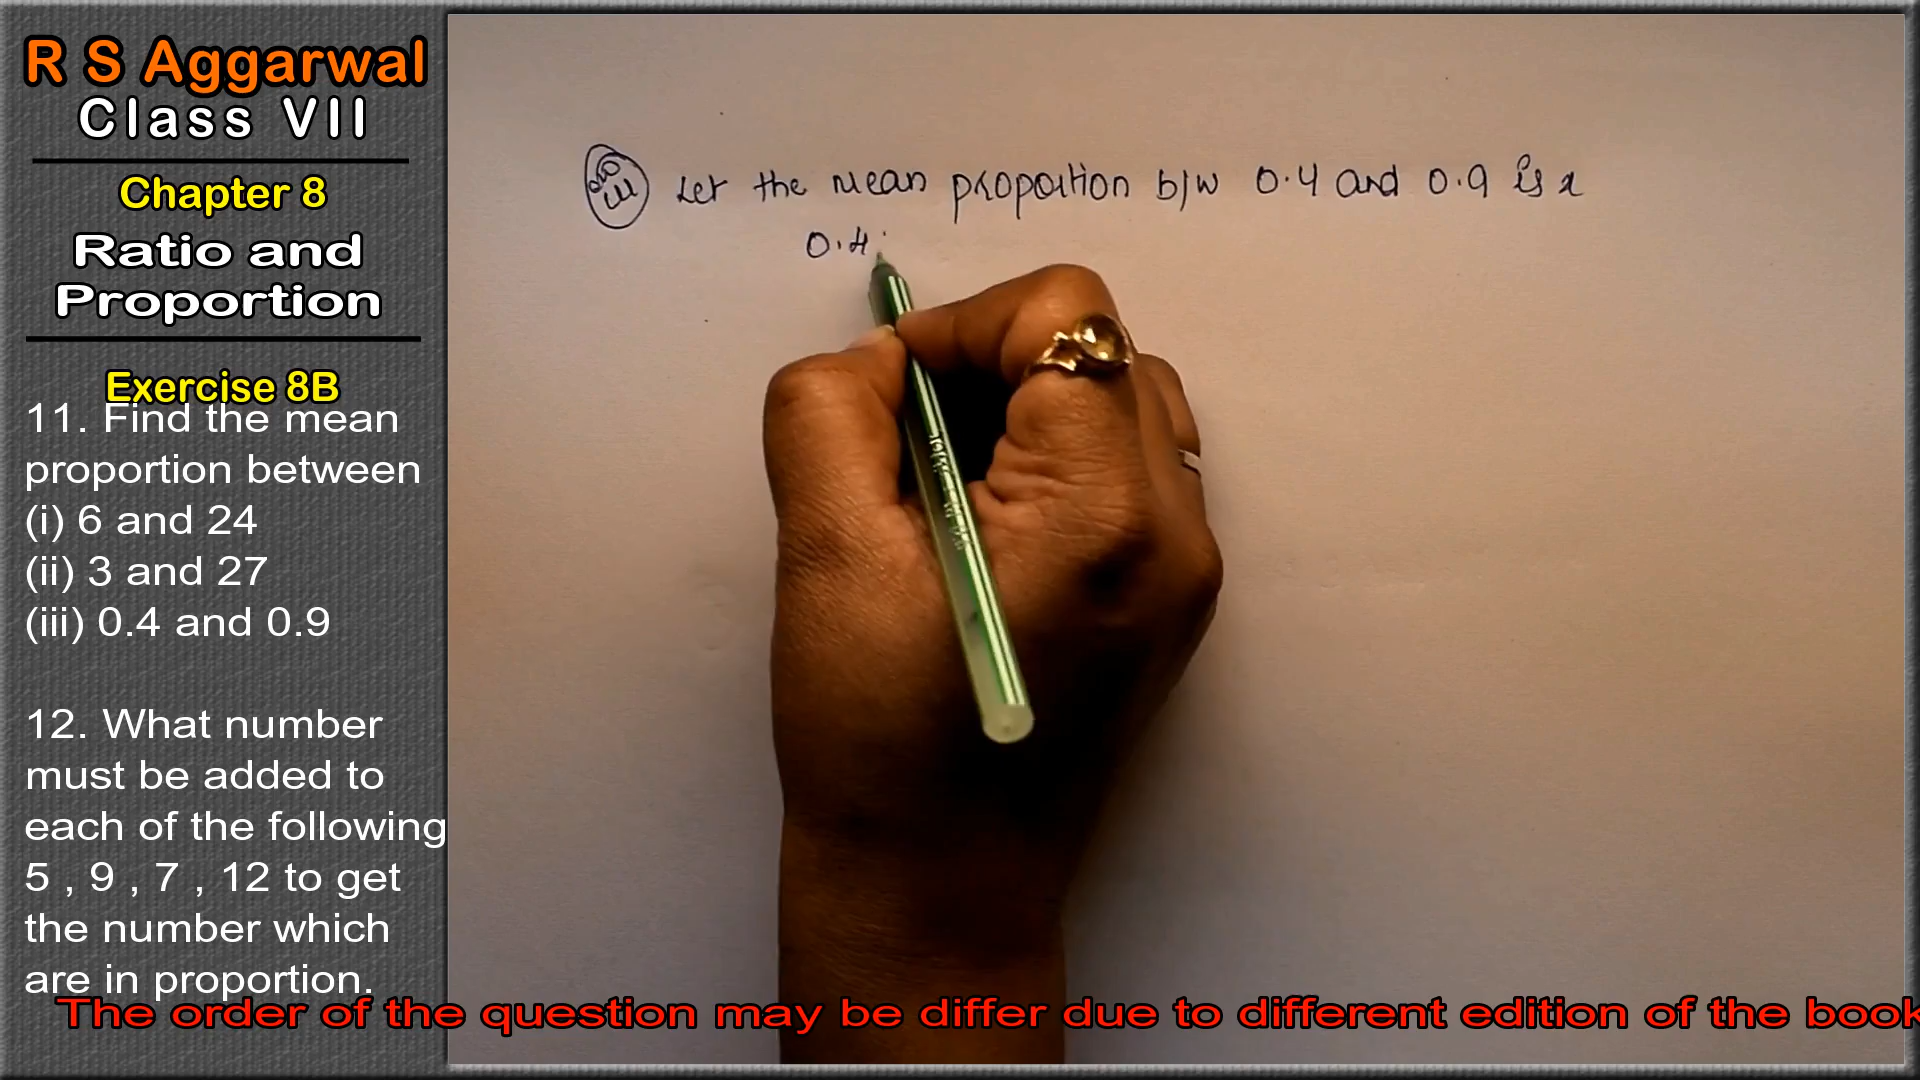 R S Aggarwal
Class VII
Chapter 8
Ratio and
Proportion
Exercise 8B
11. Find the mean
proportion between
(i) 6 and 24
(ii) 3 and 27
(iii) 0.4 and 0.9
12. What number
must be added to
each of the following
5 , 9 , 7 , 12 to get
the number which
are in proportion.
iii Let the mean proportion b/w 0.4 and 0.9 is x
0.4
The order of the question may be differ due to different edition of the book